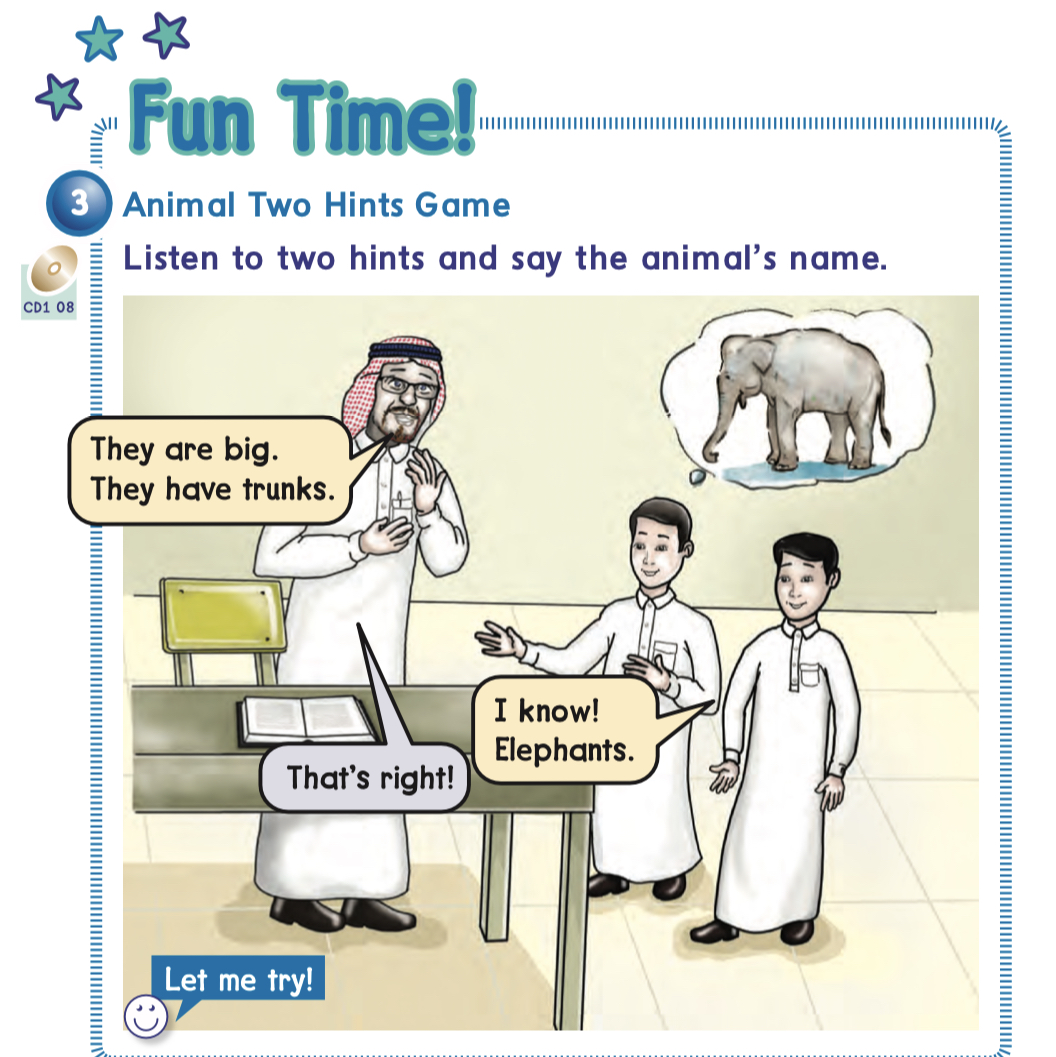 Fun Time!
3
Animal Two Hints Game
Listen to two hints and say the animal's name.
CD1 08
They are big.
They have trunks.
I know!
Elephants.
That's right!
Let me try!